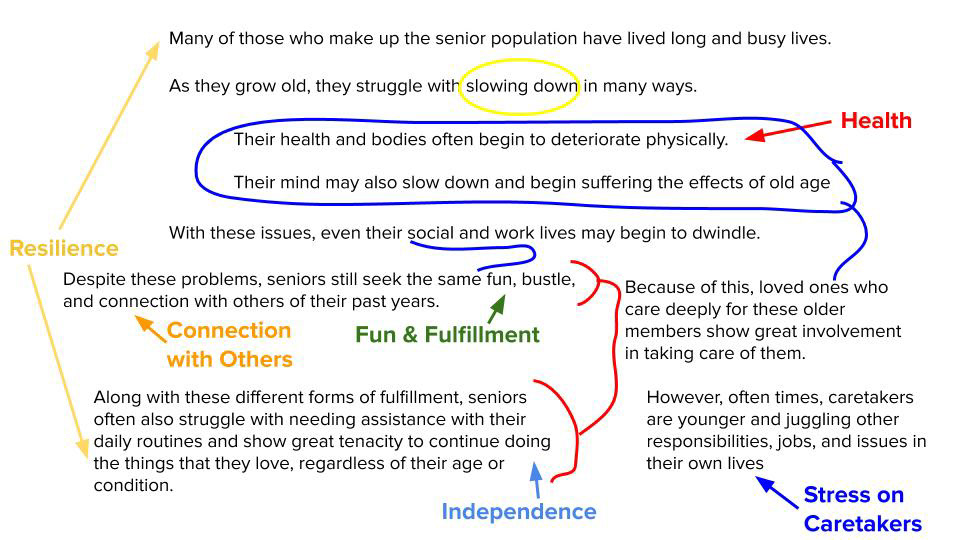 Many of those who make up the senior population have lived long and busy lives.
As they grow old, they struggle with slowing down in many ways.
Their health and bodies often begin to deteriorate physically.
Health
Their mind may also slow down and begin suffering the effects of old age
With these issues, even their social and work lives may begin to dwindle.
Resilience
Despite these problems, seniors still seek the same fun, bustle,
and connection with others of their past years.
Connection
with Others
Fun & Fulfillment
Because of this, loved ones who
care deeply for these older
members show great involvement
in taking care of them.
Along with these different forms of fulfillment, seniors
often also struggle with needing assistance with their
daily routines and show great tenacity to continue doing
the things that they love, regardless of their age or
condition.
Independence
However, often times, caretakers
are younger and juggling other
responsibilities, jobs, and issues in
their own lives
Stress on
Caretakers